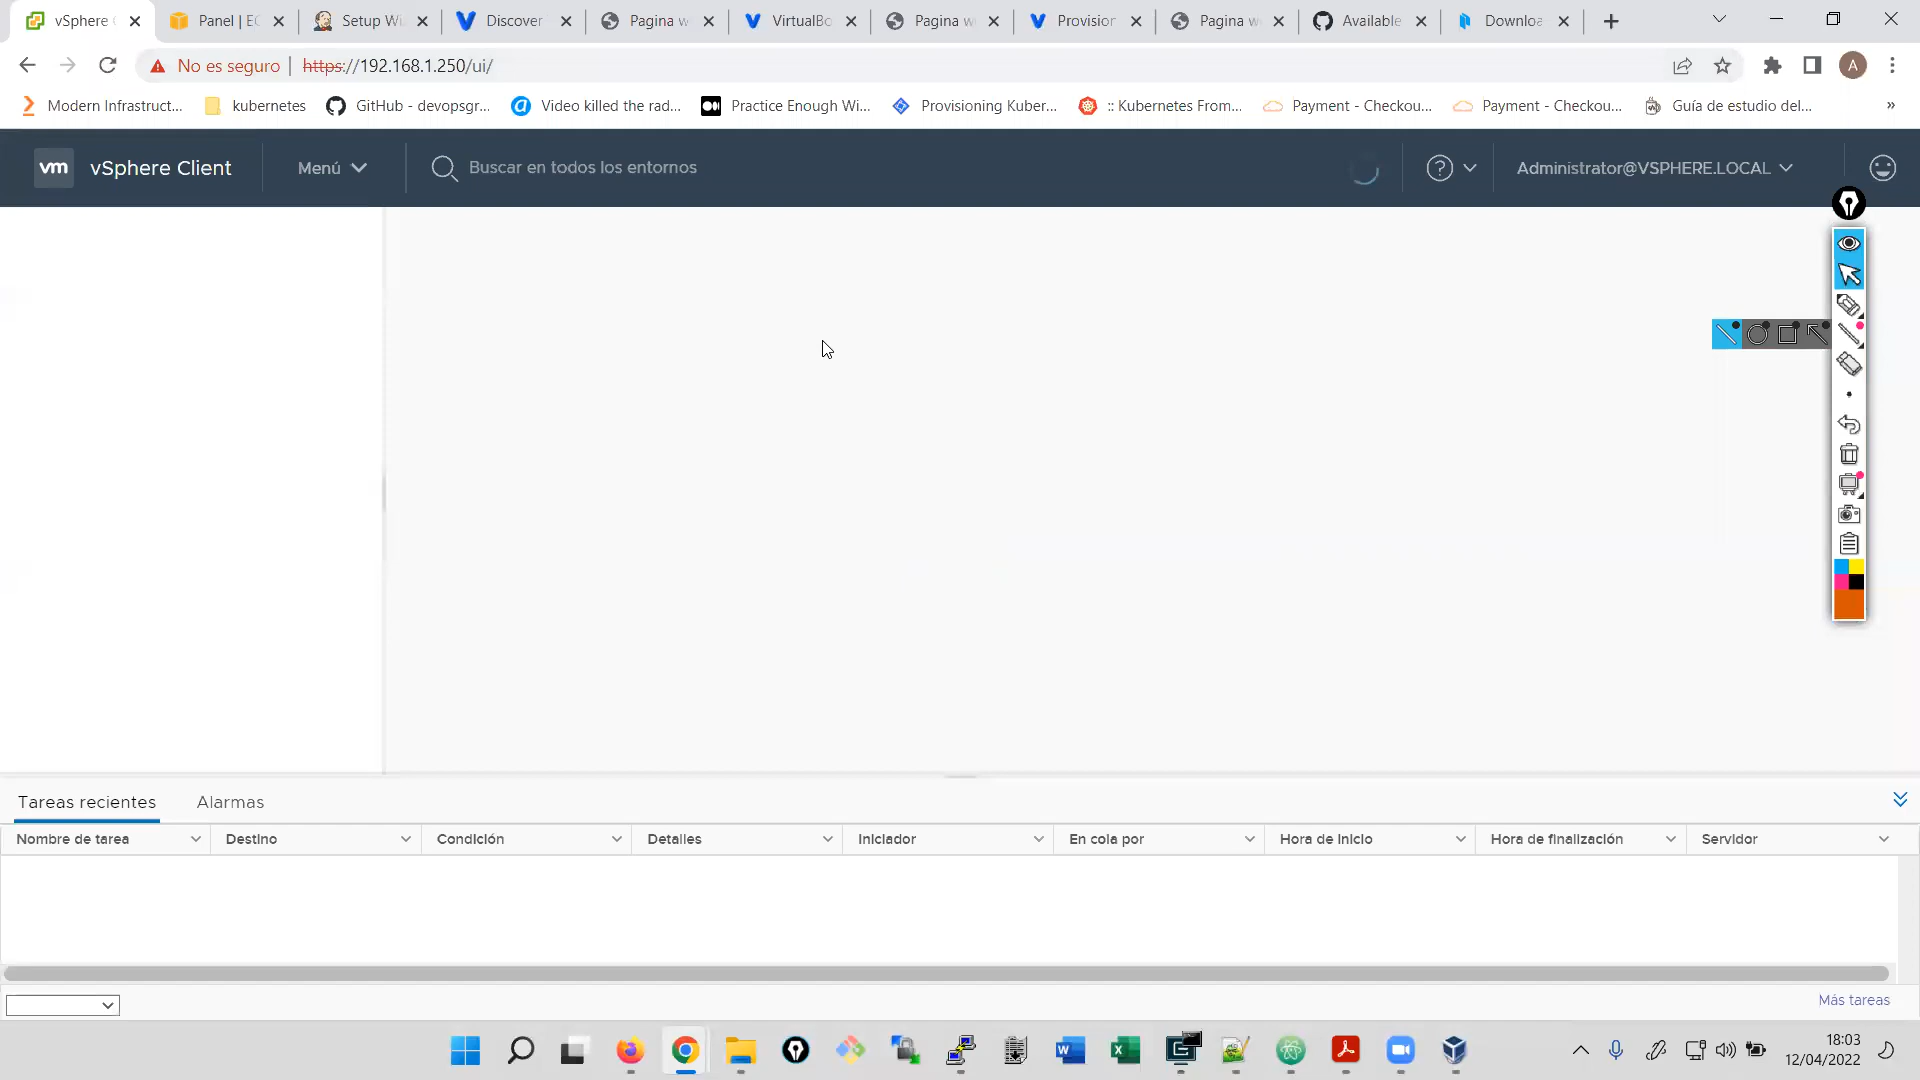 vSphere C
Panel | EC
Setup Wi
Discover
Pagina w
VirtualBo
Pagina w
Provision
Pagina w
Available
Downloa
No es seguro | https://192.168.1.250/ui/
A
Modern Infrastruct...
kubernetes
GitHub - devopsgr...
Video killed the rad...
Practice Enough Wi...
Provisioning Kuber...
:: Kubernetes From...
Payment - Checkou...
Payment - Checkou...
Guía de estudio del...
»
vm vSphere Client
Menú
Buscar en todos los entornos
Administrator@VSPHERE.LOCAL
Tareas recientes
Alarmas
Nombre de tarea
Destino
Condición
Detalles
Iniciador
En cola por
Hora de inicio
Hora de finalización
Servidor
Más tareas
18:03
12/04/2022